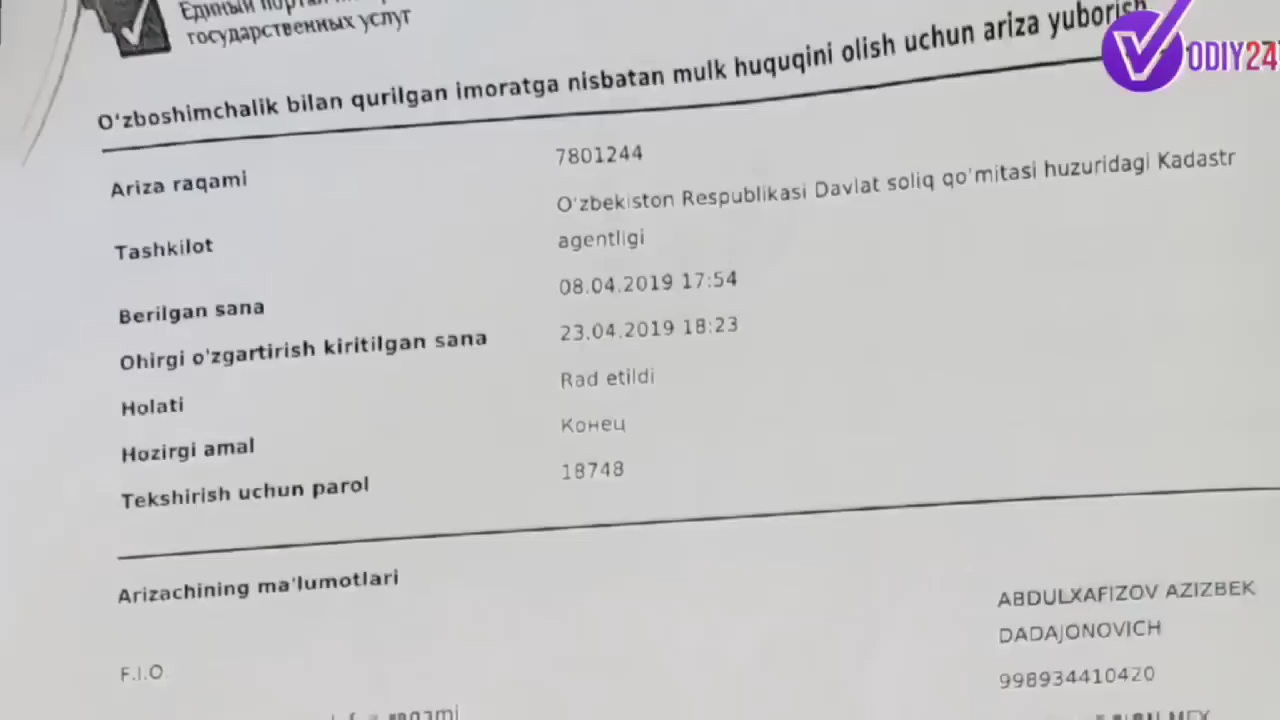 Единый
государственных услуг
VODIY24
O'zboshimchalik bilan qurilgan imoratga nisbatan mulk huquqini olish uchun ariza yuborish
Ariza raqami 7801244
Tashkilot O'zbekiston Respublikasi Davlat soliq qo'mitasi huzuridagi Kadastr
agentligi
Berilgan sana 08.04.2019 17:54
Ohirgi o'zgartirish kiritilgan sana 23.04.2019 18:23
Holati Rad etildi
Hozirgi amal Конец
Tekshirish uchun parol 18748
Arizachining ma'lumotlari
F.I.O ABDULXAFIZOV AZIZBEK
DADAJONOVICH
998934410420